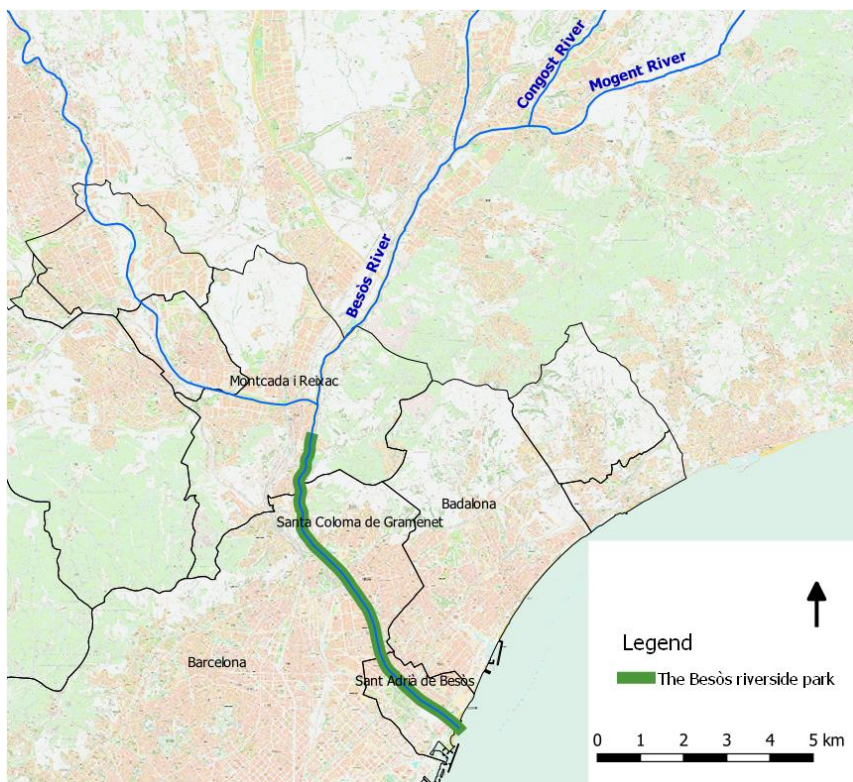 Congost River
Mogent River
Besòs River
Montcada i Reixac
Badalona
Santa Coloma de Gramenet
Barcelona
Sant Adrià de Besòs
Legend
The Besòs riverside park
0 1 2 3 4 5 km